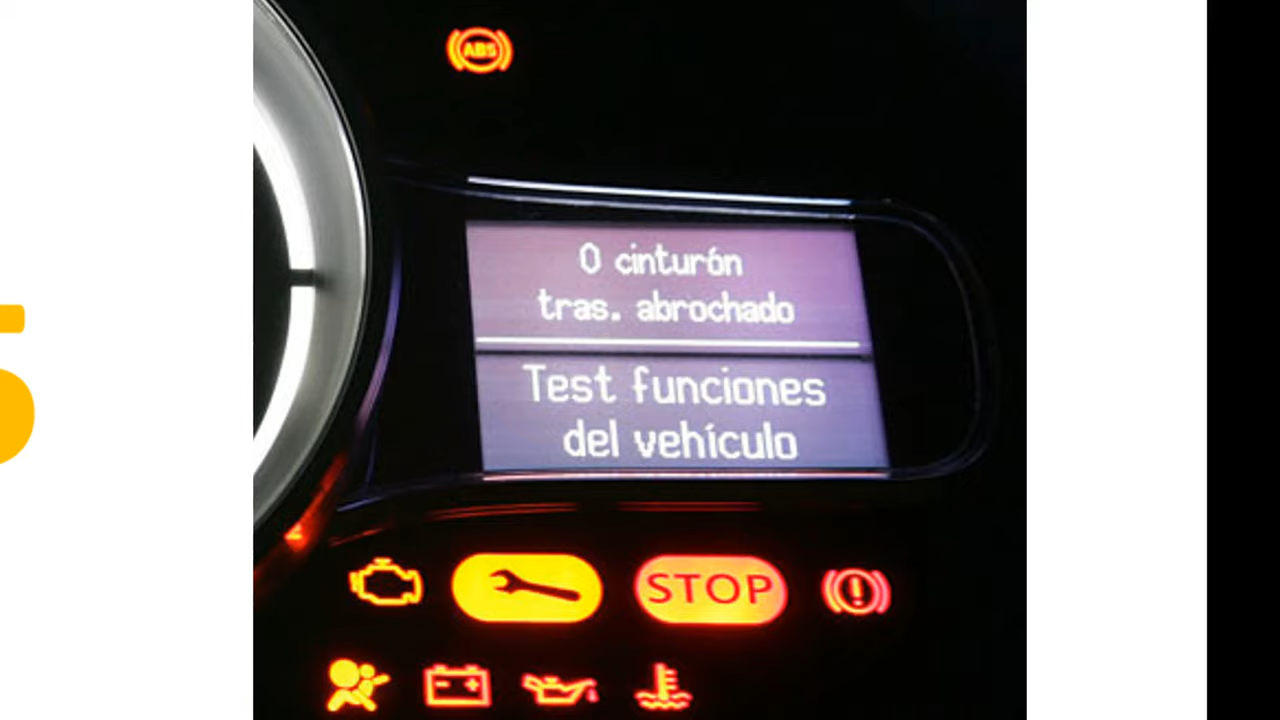 ABS
0 cinturón
tras. abrochado
Test funciones
del vehículo
STOP